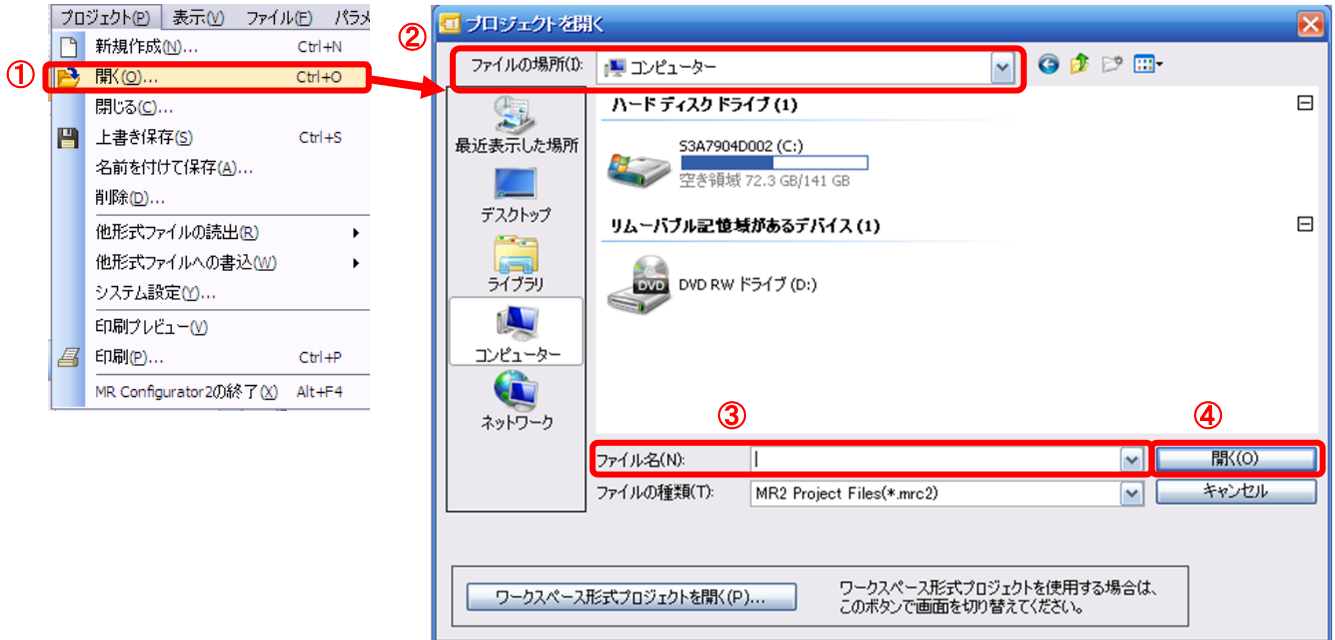 プロジェクト(P) 表示(V) ファイル(F) パラメ
新規作成(N)... Ctrl+N
①
開く(O)... Ctrl+O
閉じる(C)...
上書き保存(S) Ctrl+S
名前を付けて保存(A)...
削除(D)...
他形式ファイルの読出(R)
他形式ファイルへの書込(W)
システム設定(Y)...
印刷プレビュー(V)
印刷(P)... Ctrl+P
MR Configurator2の終了(X) Alt+F4
プロジェクトを開く
②
ファイルの場所(I): コンピューター
最近表示した場所
デスクトップ
ライブラリ
コンピューター
ネットワーク
ハード ディスク ドライブ (1)
S3A7904D002 (C:)
空き領域 72.3 GB/141 GB
リムーバブル記憶域があるデバイス (1)
DVD
DVD RW ドライブ (D:)
③
④
ファイル名(N): 開く(O)
ファイルの種類(T): MR2 Project Files(*.mrc2) キャンセル
ワークスペース形式プロジェクトを開く(P)...
ワークスペース形式プロジェクトを使用する場合は、
このボタンで画面を切り替えてください。